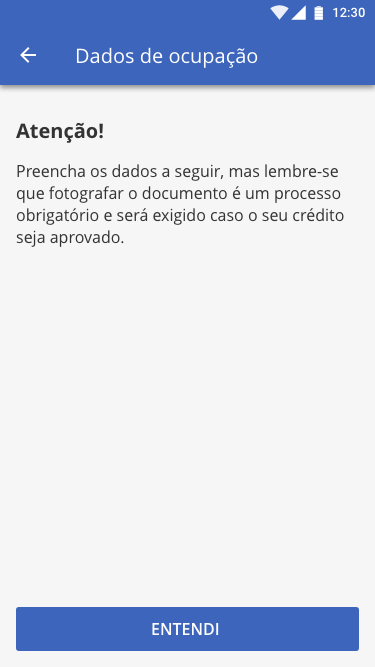 12:30
Dados de ocupação
Atenção!
Preencha os dados a seguir, mas lembre-se
que fotografar o documento é um processo
obrigatório e será exigido caso o seu crédito
seja aprovado.
ENTENDI